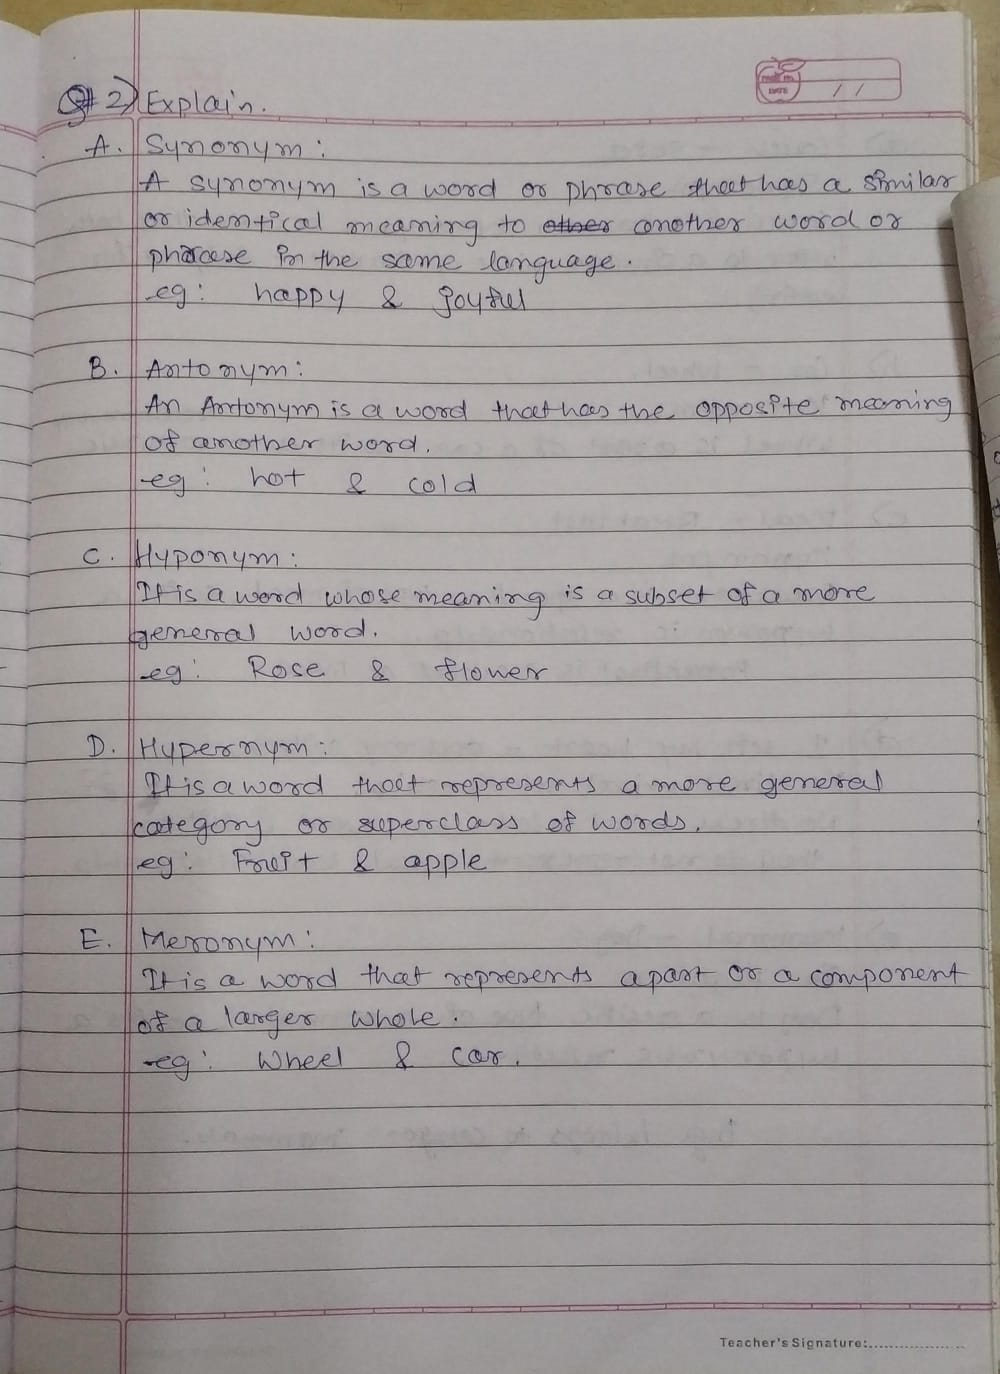 Q# 2) Explain.
PAGE NO.
DATE / /
A. Synonym :
A synonym is a word or phrase that has a similar
or identical meaning to other another word or
phrase in the same language.
eg : happy & joyful
B. Antonym :
An Antonym is a word that has the opposite meaning
of another word.
eg : hot & cold
C. Hyponym :
It is a word whose meaning is a subset of a more
general word.
eg : Rose & flower
D. Hypernym :
It is a word that represents a more general
category or superclass of words.
eg : Fruit & apple
E. Meronym :
It is a word that represents a part or a component
of a larger whole.
eg : Wheel & car.
Teacher's Signature:....................